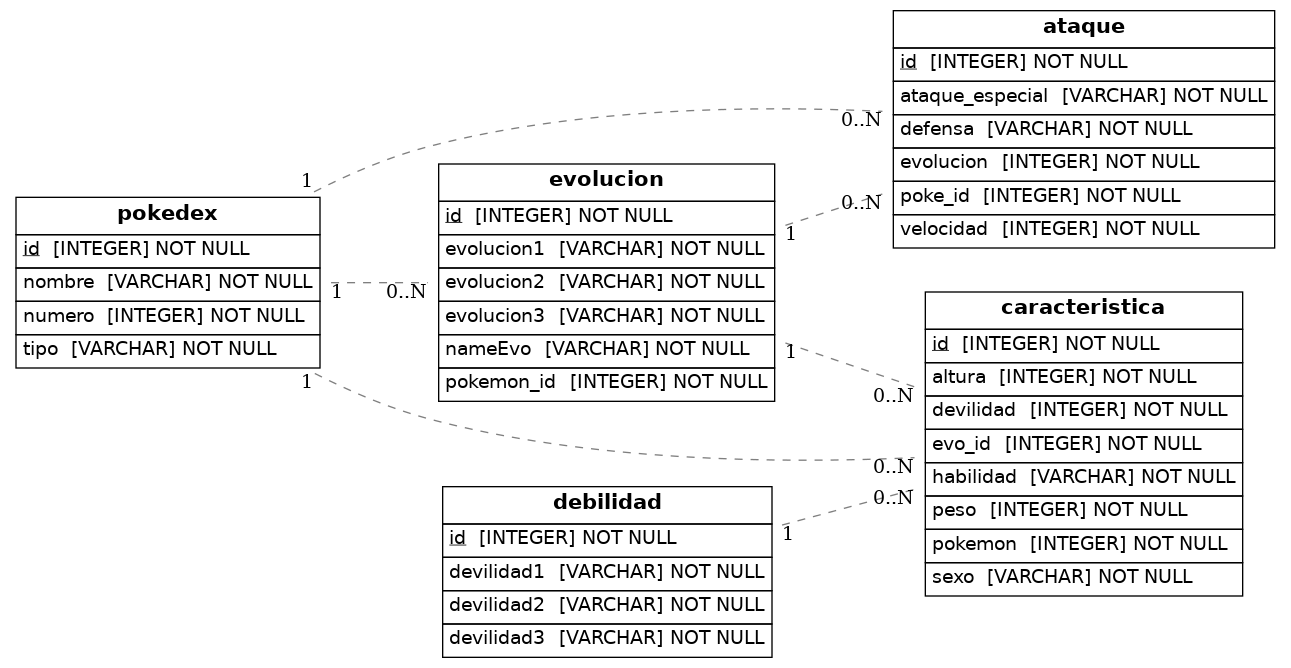 ataque
id [INTEGER] NOT NULL
ataque_especial [VARCHAR] NOT NULL
defensa [VARCHAR] NOT NULL
evolucion [INTEGER] NOT NULL
poke_id [INTEGER] NOT NULL
velocidad [INTEGER] NOT NULL
0..N
0..N
1
evolucion
id [INTEGER] NOT NULL
evolucion1 [VARCHAR] NOT NULL
evolucion2 [VARCHAR] NOT NULL
evolucion3 [VARCHAR] NOT NULL
nameEvo [VARCHAR] NOT NULL
pokemon_id [INTEGER] NOT NULL
1
1
pokedex
id [INTEGER] NOT NULL
nombre [VARCHAR] NOT NULL
numero [INTEGER] NOT NULL
tipo [VARCHAR] NOT NULL
1
0..N
1
caracteristica
id [INTEGER] NOT NULL
altura [INTEGER] NOT NULL
devilidad [INTEGER] NOT NULL
evo_id [INTEGER] NOT NULL
habilidad [VARCHAR] NOT NULL
peso [INTEGER] NOT NULL
pokemon [INTEGER] NOT NULL
sexo [VARCHAR] NOT NULL
0..N
0..N
0..N
debilidad
id [INTEGER] NOT NULL
devilidad1 [VARCHAR] NOT NULL
devilidad2 [VARCHAR] NOT NULL
devilidad3 [VARCHAR] NOT NULL
1